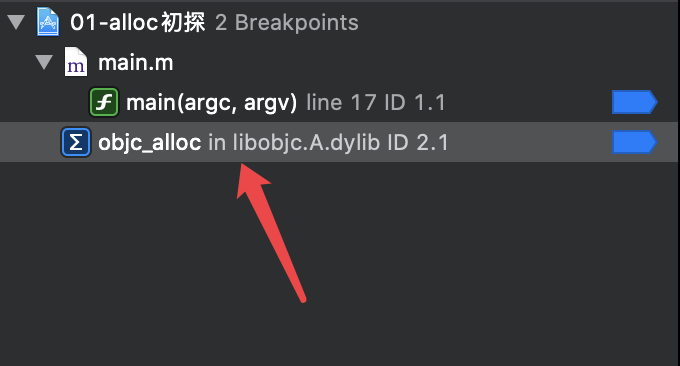 01-alloc初探 2 Breakpoints
m main.m
f main(argc, argv) line 17 ID 1.1
Σ objc_alloc in libobjc.A.dylib ID 2.1